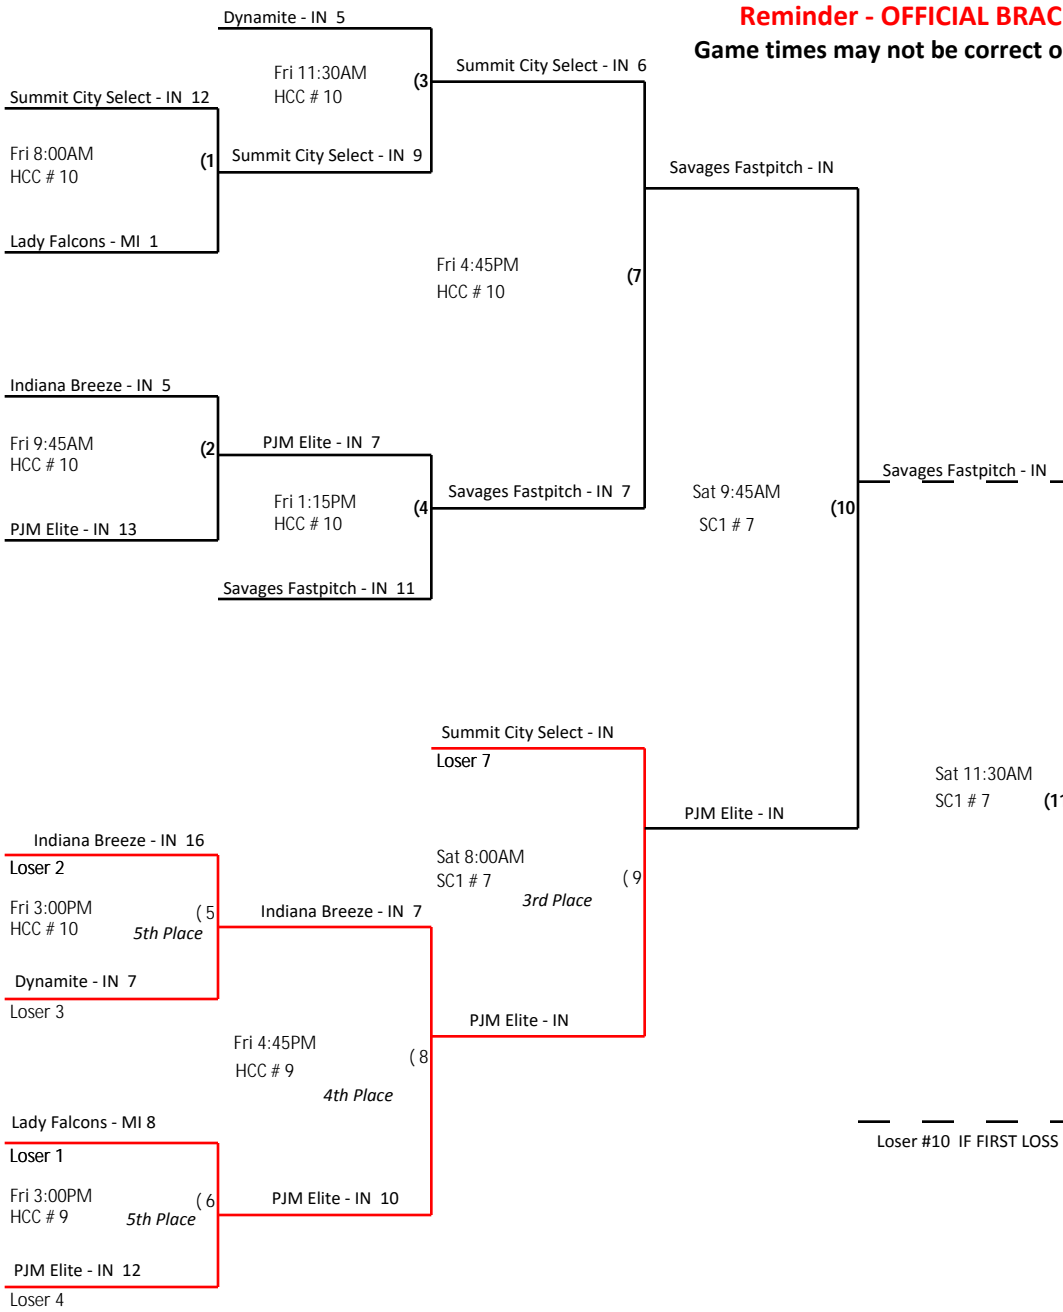 Reminder - OFFICIAL BRAC
Game times may not be correct o
Dynamite - IN 5
Fri 11:30AM
HCC # 10
(3
Summit City Select - IN 6
Summit City Select - IN 12
Fri 8:00AM
HCC # 10
(1
Summit City Select - IN 9
Lady Falcons - MI 1
Savages Fastpitch - IN
Fri 4:45PM
HCC # 10
(7
Indiana Breeze - IN 5
Fri 9:45AM
HCC # 10
(2
PJM Elite - IN 7
PJM Elite - IN 13
Fri 1:15PM
HCC # 10
(4
Savages Fastpitch - IN 7
Savages Fastpitch - IN 11
Sat 9:45AM
SC1 # 7
(10
Savages Fastpitch - IN
Summit City Select - IN
Loser 7
Sat 11:30AM
SC1 # 7
(11
PJM Elite - IN
Indiana Breeze - IN 16
Loser 2
Fri 3:00PM
HCC # 10
(5
5th Place
Indiana Breeze - IN 7
Dynamite - IN 7
Loser 3
Sat 8:00AM
SC1 # 7
(9
3rd Place
PJM Elite - IN
Fri 4:45PM
HCC # 9
(8
4th Place
Lady Falcons - MI 8
Loser 1
Fri 3:00PM
HCC # 9
(6
5th Place
PJM Elite - IN 10
PJM Elite - IN 12
Loser 4
Loser #10 IF FIRST LOSS